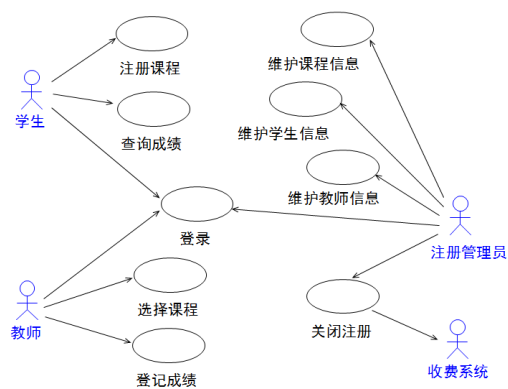 注册课程
维护课程信息
学生
查询成绩
维护学生信息
维护教师信息
登录
注册管理员
选择课程
教师
关闭注册
收费系统
登记成绩